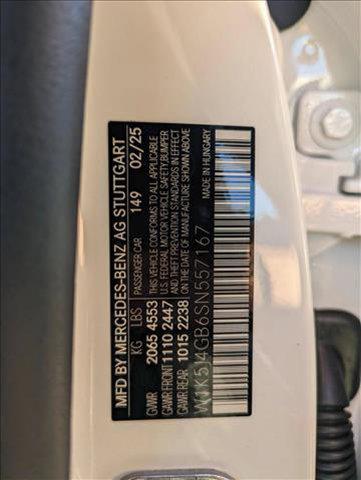 MFD BY MERCEDES-BENZ AG STUTTGART
PASSENGER CAR 149 02/25
KG LBS
GVWR 2065 4553
GAWR FRONT 1110 2447
GAWR REAR 1015 2238
THIS VEHICLE CONFORMS TO ALL APPLICABLE
U.S. FEDERAL MOTOR VEHICLE SAFETY, BUMPER
AND THEFT PREVENTION STANDARDS IN EFFECT
ON THE DATE OF MANUFACTURE SHOWN ABOVE
MADE IN HUNGARY
W1K5J4GB6SN557167